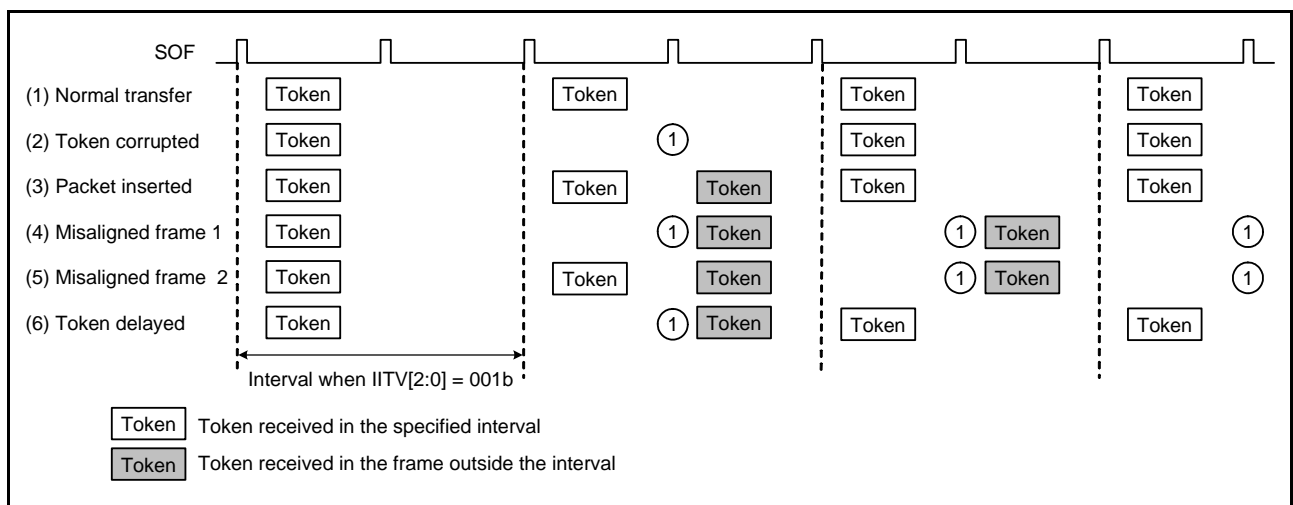 SOF
(1) Normal transfer Token Token Token Token
(2) Token corrupted Token 1 Token Token
(3) Packet inserted Token Token Token Token Token
(4) Misaligned frame 1 Token 1 Token 1 Token 1
(5) Misaligned frame 2 Token Token Token 1 Token 1
(6) Token delayed Token 1 Token Token Token
Interval when IITV[2:0] = 001b
Token Token received in the specified interval
Token Token received in the frame outside the interval